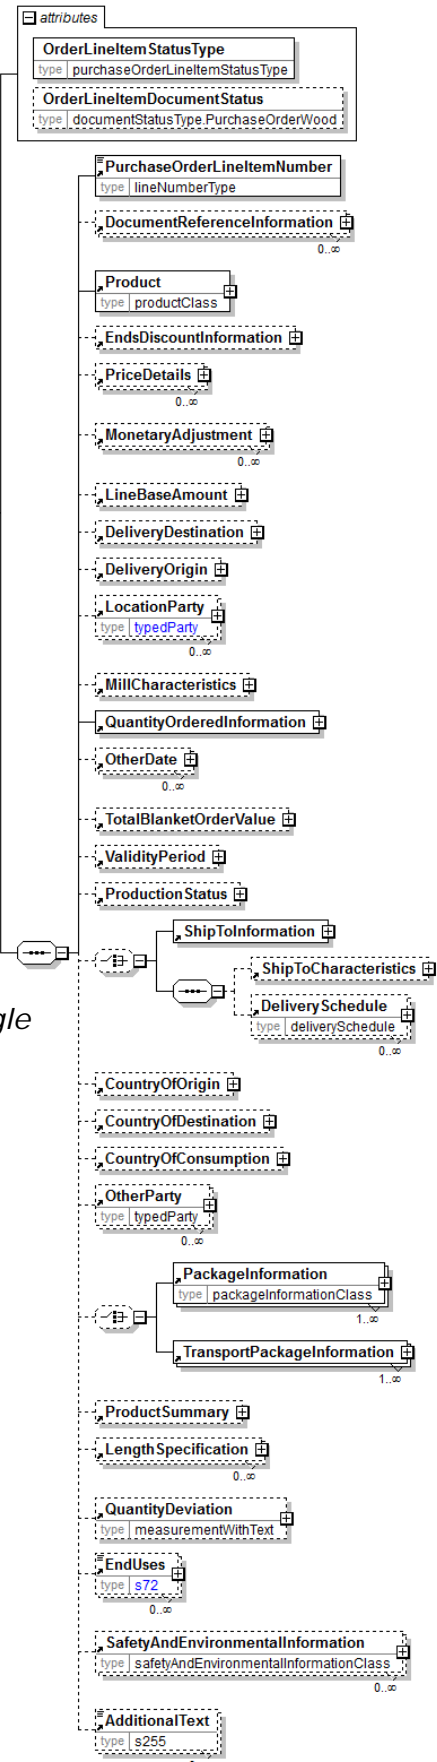 attributes
OrderLineItemStatusType
type purchaseOrderLineItemStatusType
OrderLineItemDocumentStatus
type documentStatusType.PurchaseOrderWood
PurchaseOrderLineItemNumber
type lineNumberType
DocumentReferenceInformation
0..∞
Product
type productClass
EndsDiscountInformation
PriceDetails
0..∞
MonetaryAdjustment
0..∞
LineBaseAmount
DeliveryDestination
DeliveryOrigin
LocationParty
type typedParty
0..∞
MillCharacteristics
QuantityOrderedInformation
OtherDate
0..∞
TotalBlanketOrderValue
ValidityPeriod
ProductionStatus
ShipToInformation
ShipToCharacteristics
DeliverySchedule
type deliverySchedule
0..∞
gle
CountryOfOrigin
CountryOfDestination
CountryOfConsumption
OtherParty
type typedParty
0..∞
PackageInformation
type packageInformationClass
1..∞
TransportPackageInformation
1..∞
ProductSummary
LengthSpecification
0..∞
QuantityDeviation
type measurementWithText
EndUses
type s72
0..∞
SafetyAndEnvironmentalInformation
type safetyAndEnvironmentalInformationClass
0..∞
AdditionalText
type s255